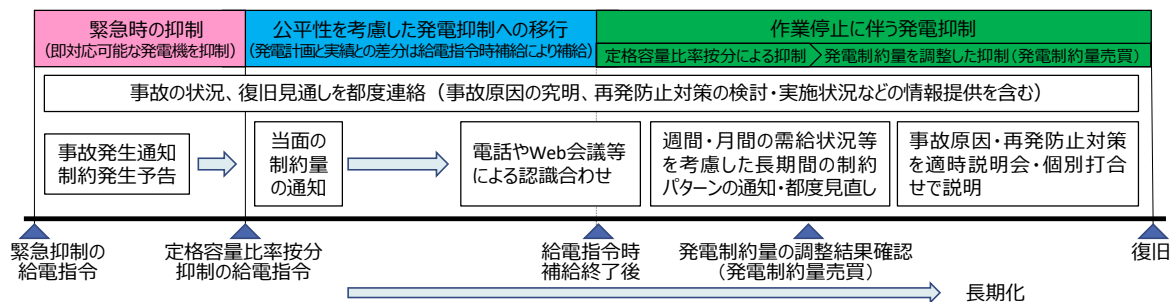 緊急時の抑制
(即対応可能な発電機を抑制)
公平性を考慮した発電抑制への移行
(発電計画と実績との差分は給電指令時補給により補給)
作業停止に伴う発電抑制
定格容量比率按分による抑制
発電制約量を調整した抑制(発電制約量売買)
事故の状況、復旧見通しを都度連絡(事故原因の究明、再発防止対策の検討・実施状況などの情報提供を含む)
事故発生通知
制約発生予告
当面の
制約量
の通知
電話やWeb会議等
による認識合わせ
週間・月間の需給状況等
を考慮した長期間の制約
パターンの通知・都度見直し
事故原因・再発防止対策
を適時説明会・個別打合
せで説明
緊急抑制の
給電指令
定格容量比率按分
抑制の給電指令
給電指令時
補給終了後
発電制約量の調整結果確認
(発電制約量売買)
復旧
長期化